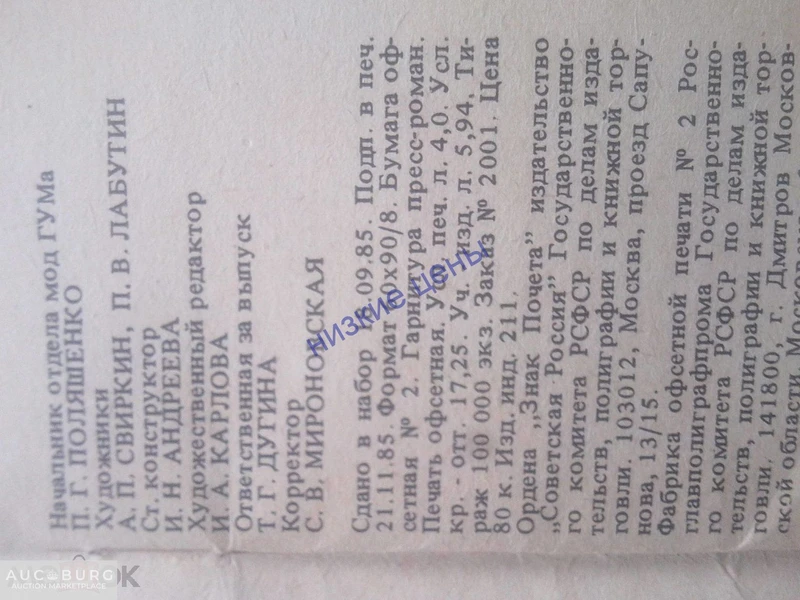 Начальник отдела мод ГУМа
П. Г. ПОЛЯШЕНКО
Художники
А. П. СВИРКИН, П. В. ЛАБУТИН
Ст. конструктор
И. Н. АНДРЕЕВА
Художественный редактор
И. А. КАРЛОВА
Ответственная за выпуск
Т. Г. ДУГИНА
Корректор
С. В. МИРОНОВСКАЯ
Сдано в набор 09.85. Подп. в печ.
21.11.85. Формат 0х90/8. Бумага оф-
сетная № 2. Гарнитура пресс-роман.
Печать офсетная. печ. л. 4,0. Усл.
кр. - отт. 17,25. Уч. изд. л. 5,94. Ти-
раж 100 000 экз. Заказ № 2001. Цена
80 к. Изд. инд. 211.
Ордена „Знак Почета" издательство
„Советская Россия" Государственно-
го комитета РСФСР по делам изда-
тельств, полиграфии и книжной тор-
говли. 103012, Москва, проезд Сапу-
нова, 13/15.
Фабрика офсетной печати № 2 Рос-
главполиграфпрома Государственно-
го комитета РСФСР по делам изда-
тельств, полиграфии и книжной тор-
говли. 141800, г. Дмитров Москов-
ской области,
низкие цены
AUC BURG
AUCTION MARKETPLACE